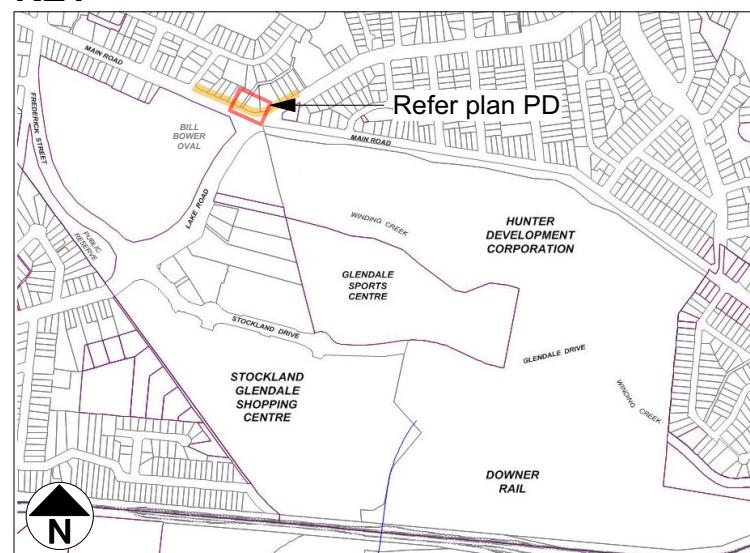 MAIN ROAD
Refer plan PD
FREDERICK STREET
BILL
BOWER
OVAL
MAIN ROAD
LAKE ROAD
WINDING CREEK
HUNTER
DEVELOPMENT
CORPORATION
PUBLIC
RESERVE
GLENDALE
SPORTS
CENTRE
STOCKLAND DRIVE
GLENDALE DRIVE
STOCKLAND
GLENDALE
SHOPPING
CENTRE
WINDING CREEK
DOWNER
RAIL
N